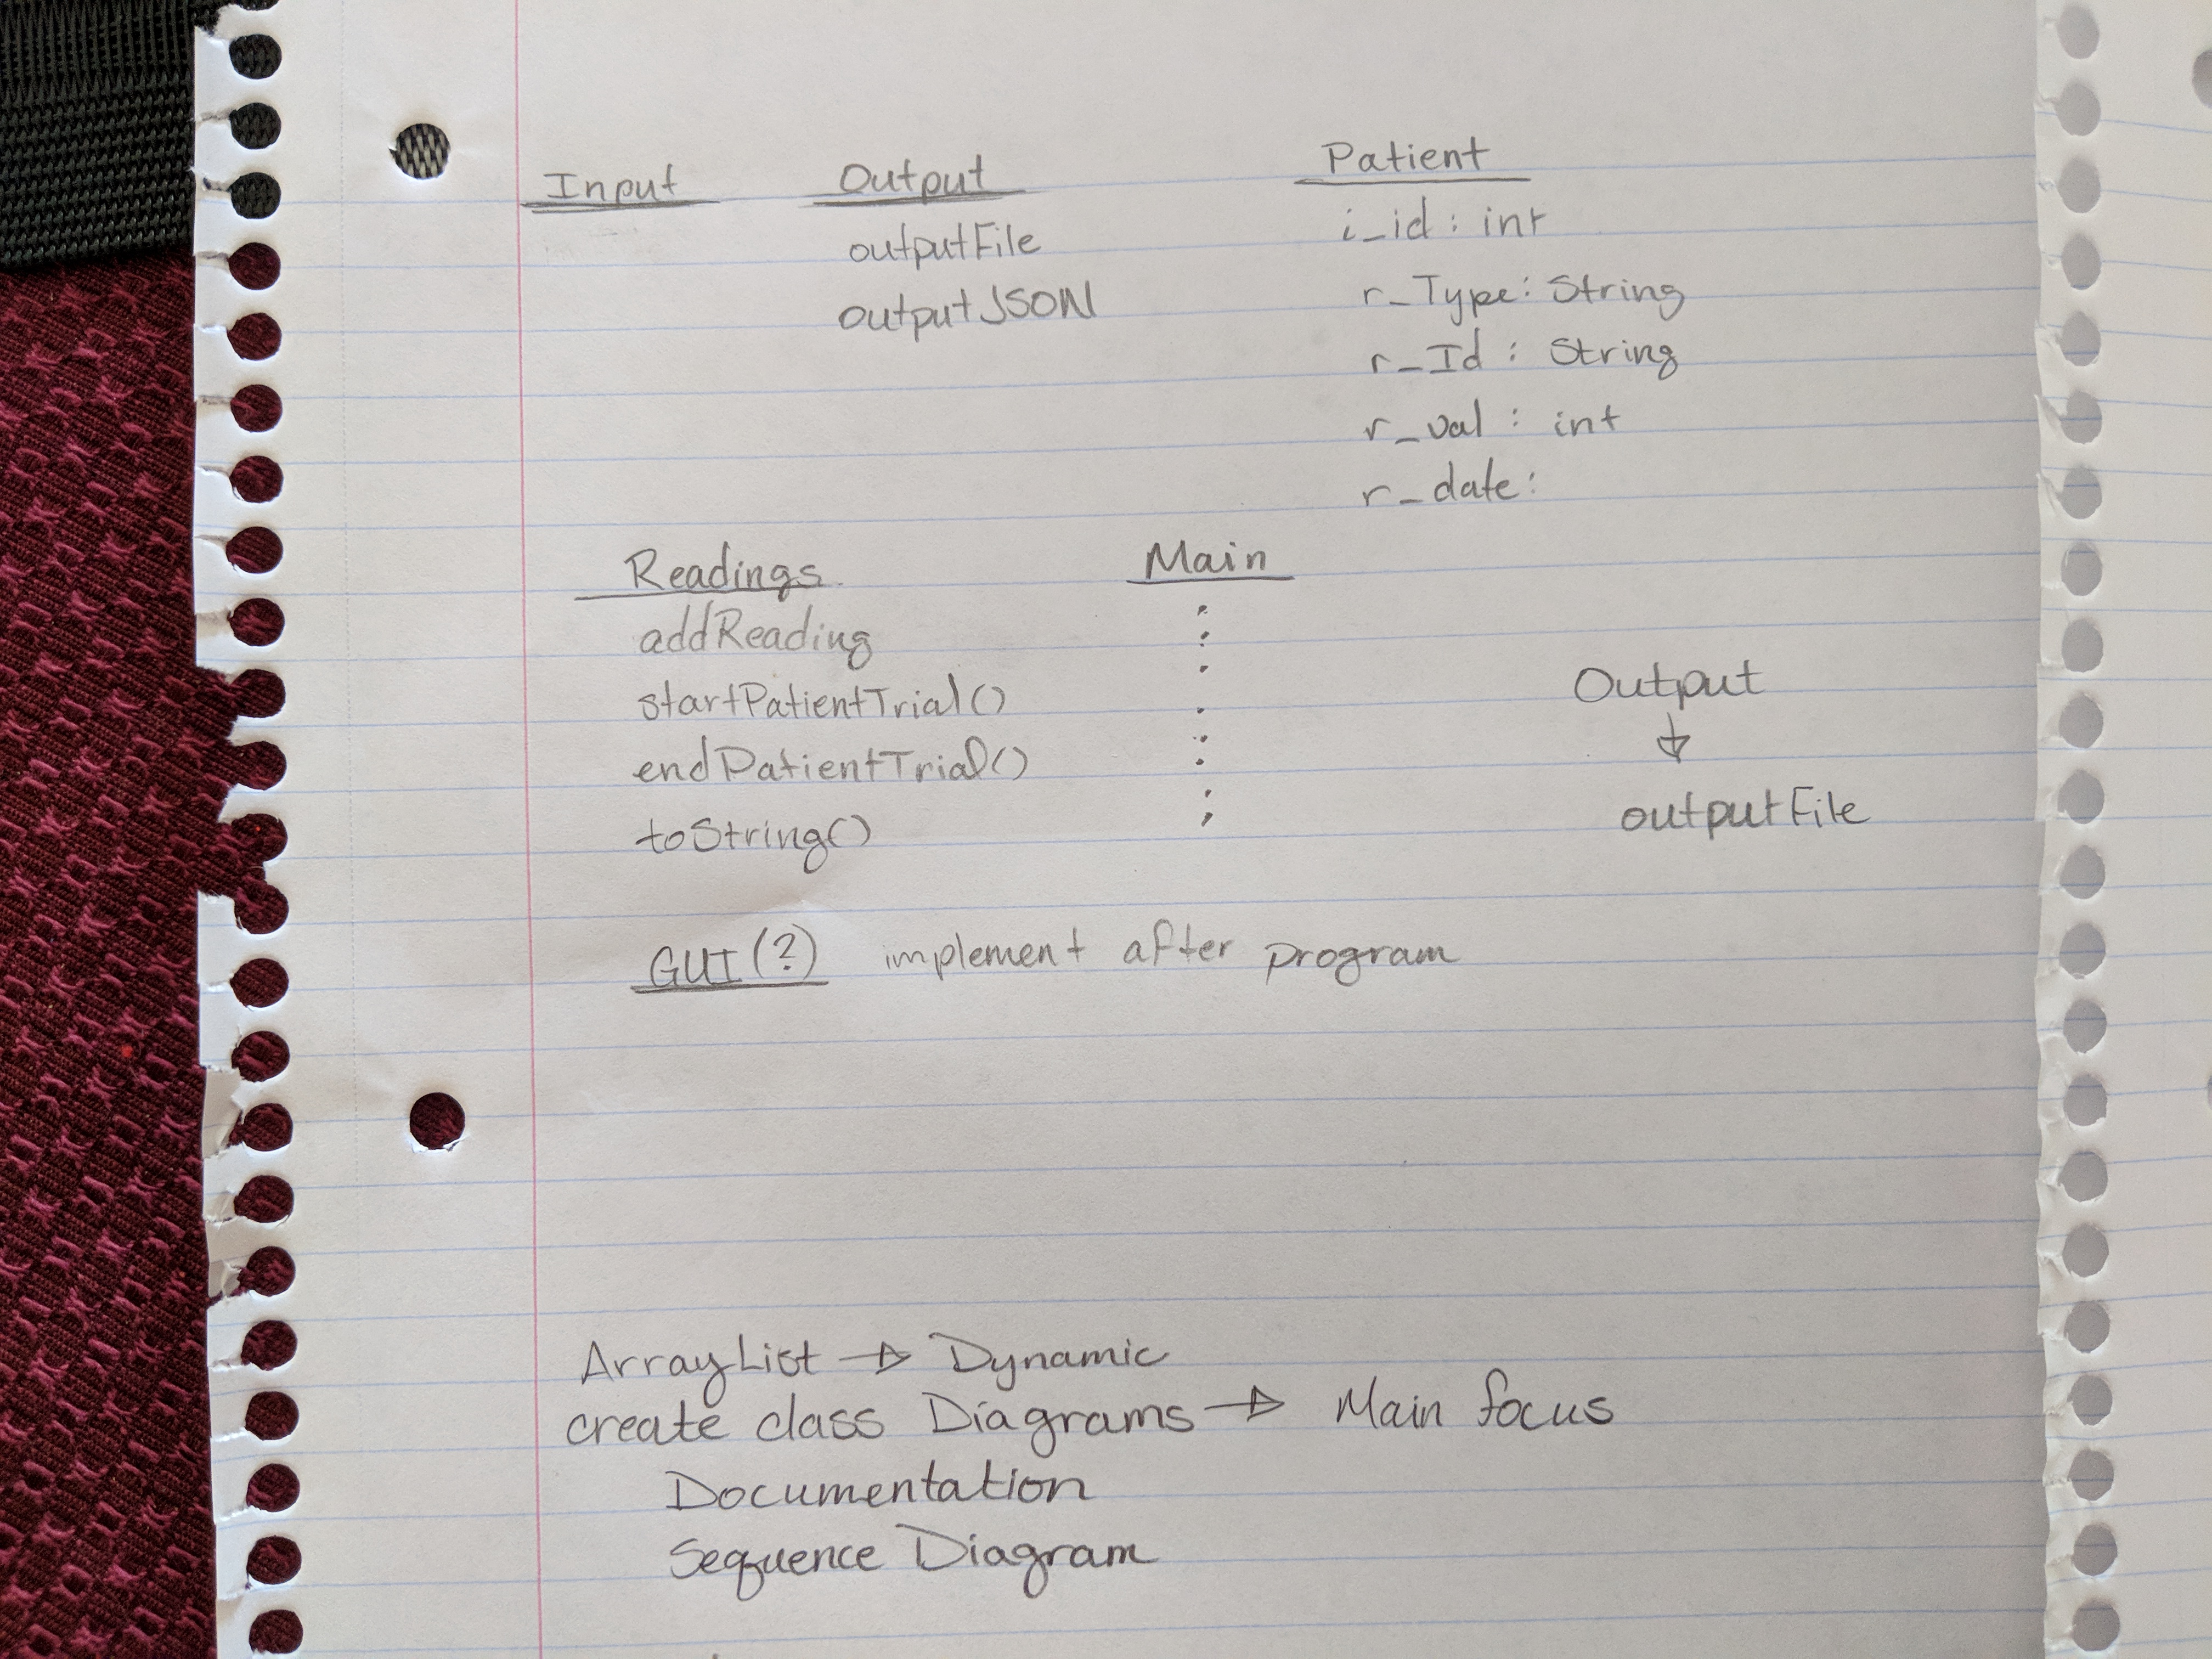 Input Output Patient
outputFile i_id : int
outputJSON r_Type: String
r_Id : String
r_val : int
r_date:
Readings Main
addReading
startPatientTrial()
endPatientTrial()
toString()
Output
outputFile
GUI(?) implement after program
ArrayList → Dynamic
create class Diagrams → Main focus
Documentation
Sequence Diagram